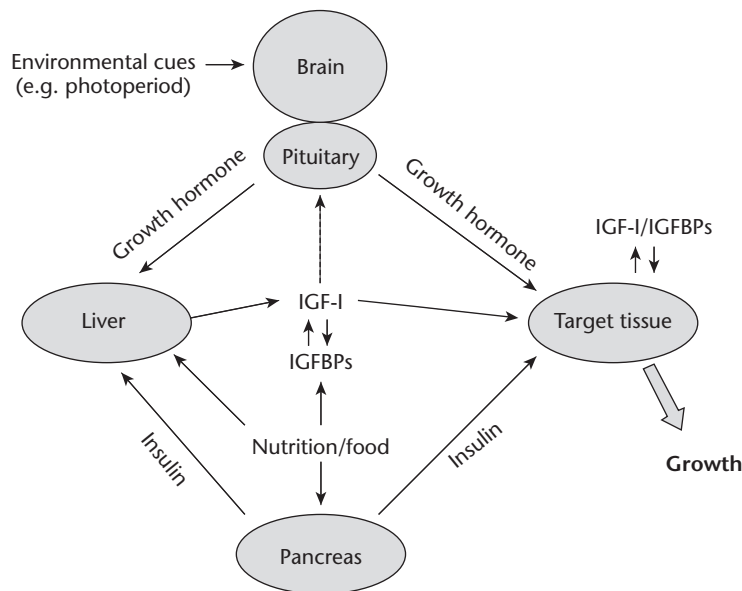 Environmental cues
(e.g. photoperiod)
Brain
Pituitary
Growth hormone
Growth hormone
IGF-I/IGFBPs
Liver
IGF-I
Target tissue
IGFBPs
Insulin
Nutrition/food
Insulin
Growth
Pancreas